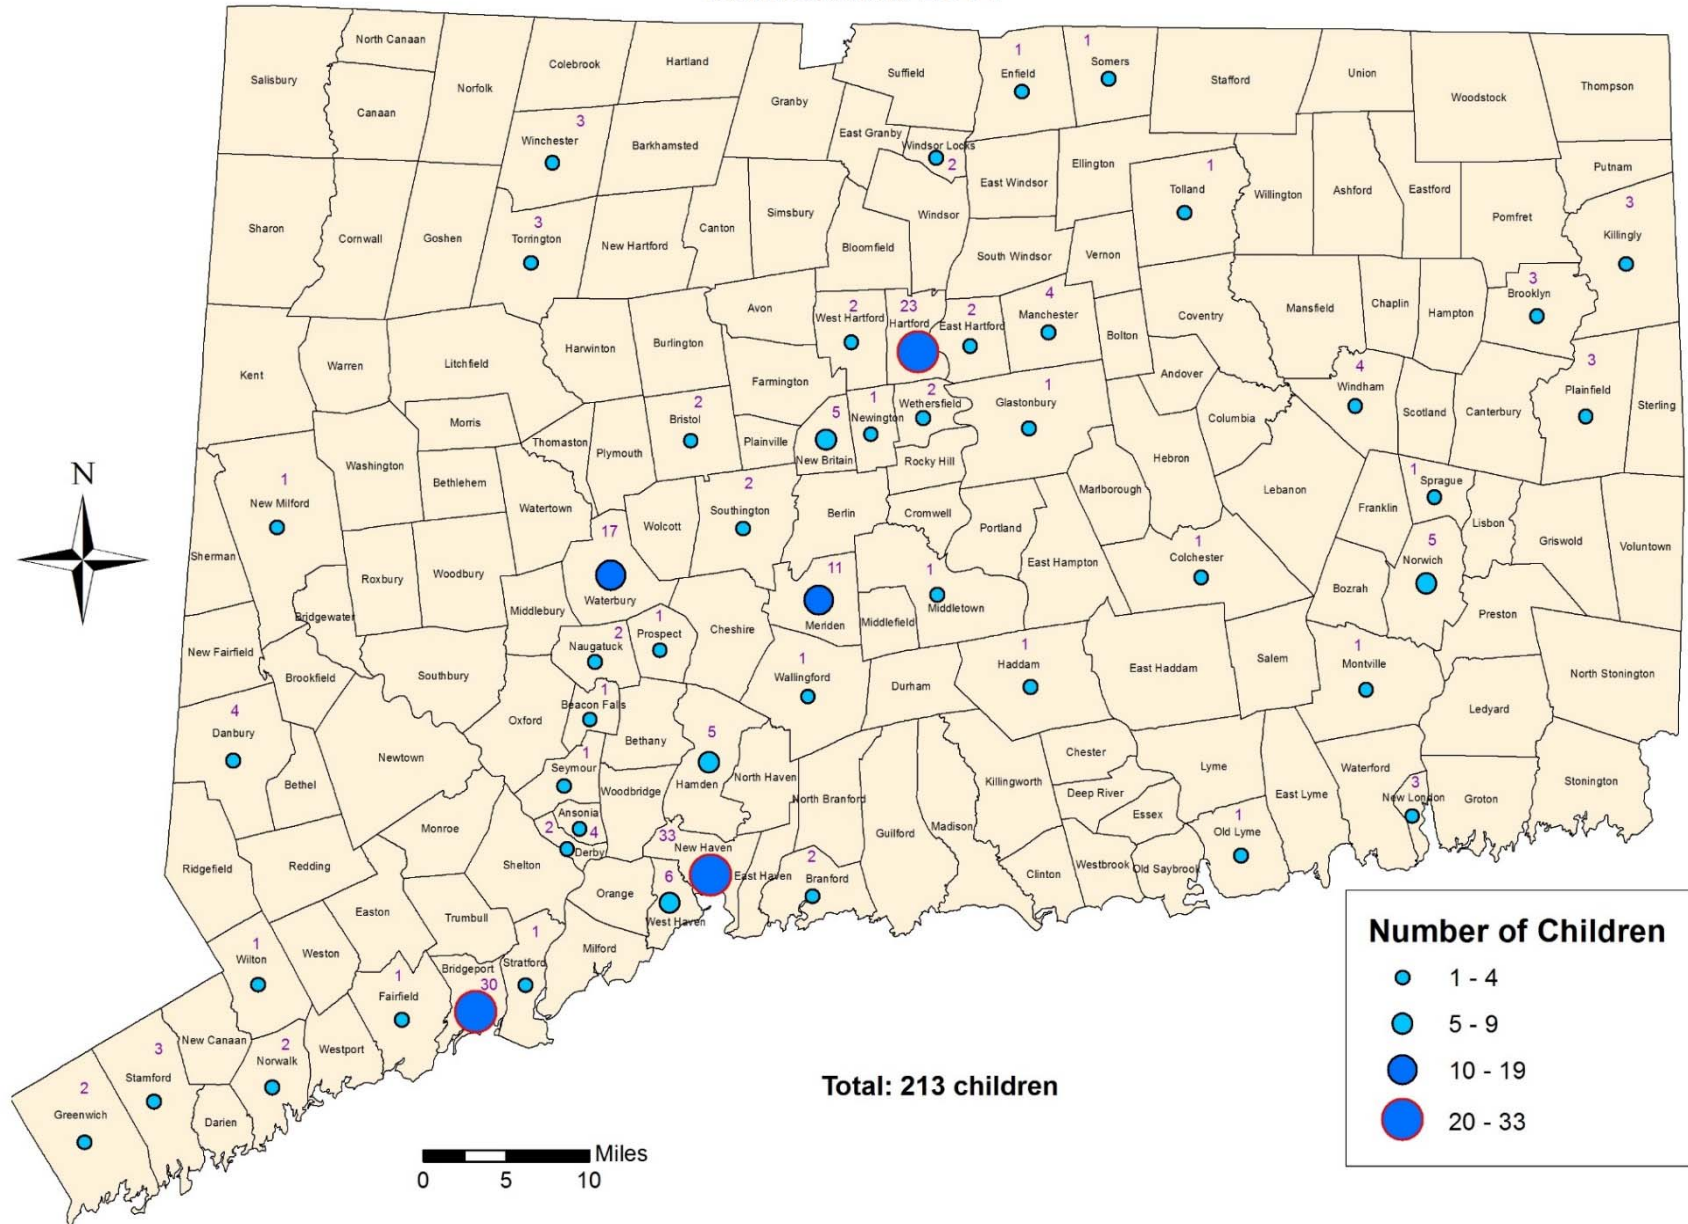 North Canaan
Colebrook
Hartland
Salisbury
Norfolk
Canaan
Granby
Suffield
1
Enfield
1
Somers
Stafford
Union
Woodstock
Thompson
3
Winchester
Barkhamsted
East Granby
Windsor Locks
2
East Windsor
Ellington
1
Tolland
Willington
Ashford
Eastford
Pomfret
Putnam
3
Killingly
Sharon
Cornwall
Goshen
3
Torrington
New Hartford
Canton
Simsbury
Bloomfield
Windsor
South Windsor
Vernon
Avon
2
West Hartford
23
Hartford
2
East Hartford
4
Manchester
Bolton
Coventry
Mansfield
Chaplin
Hampton
3
Brooklyn
Kent
Warren
Litchfield
Harwinton
Burlington
Farmington
Andover
4
Windham
Scotland
Canterbury
3
Plainfield
Sterling
Morris
Thomaston
Plymouth
2
Bristol
Plainville
5
New Britain
1
Newington
2
Wethersfield
1
Glastonbury
Rocky Hill
Columbia
Hebron
Washington
Bethlehem
Watertown
1
New Milford
Wolcott
2
Southington
Berlin
Cromwell
Portland
Marlborough
Lebanon
Franklin
1
Sprague
Lisbon
Griswold
Voluntown
N
Sherman
Roxbury
Woodbury
17
Waterbury
11
Meriden
1
Middletown
East Hampton
1
Colchester
Bozrah
5
Norwich
Preston
Bridgewater
Middlebury
Middlefield
New Fairfield
Brookfield
Southbury
2
Naugatuck
1
Prospect
Cheshire
1
Wallingford
Durham
1
Haddam
East Haddam
Salem
1
Montville
North Stonington
Ledyard
4
Danbury
Bethel
Newtown
Oxford
1
Beacon Falls
Bethany
5
Hamden
North Haven
1
Seymour
Woodbridge
North Branford
Killingworth
Chester
Deep River
Essex
Lyme
East Lyme
Waterford
3
New London
Groton
Stonington
Ansonia
4
2
Derby
Monroe
Shelton
33
New Haven
East Haven
2
Branford
Guilford
Madison
Clinton
Westbrook
Old Saybrook
1
Old Lyme
Ridgefield
Redding
Orange
6
West Haven
Easton
Trumbull
Milford
1
Wilton
Weston
1
Fairfield
Bridgeport
30
1
Stratford
New Canaan
2
Norwalk
Westport
3
Stamford
Darien
2
Greenwich
Total: 213 children
Miles
0 5 10
Number of Children
1 - 4
5 - 9
10 - 19
20 - 33